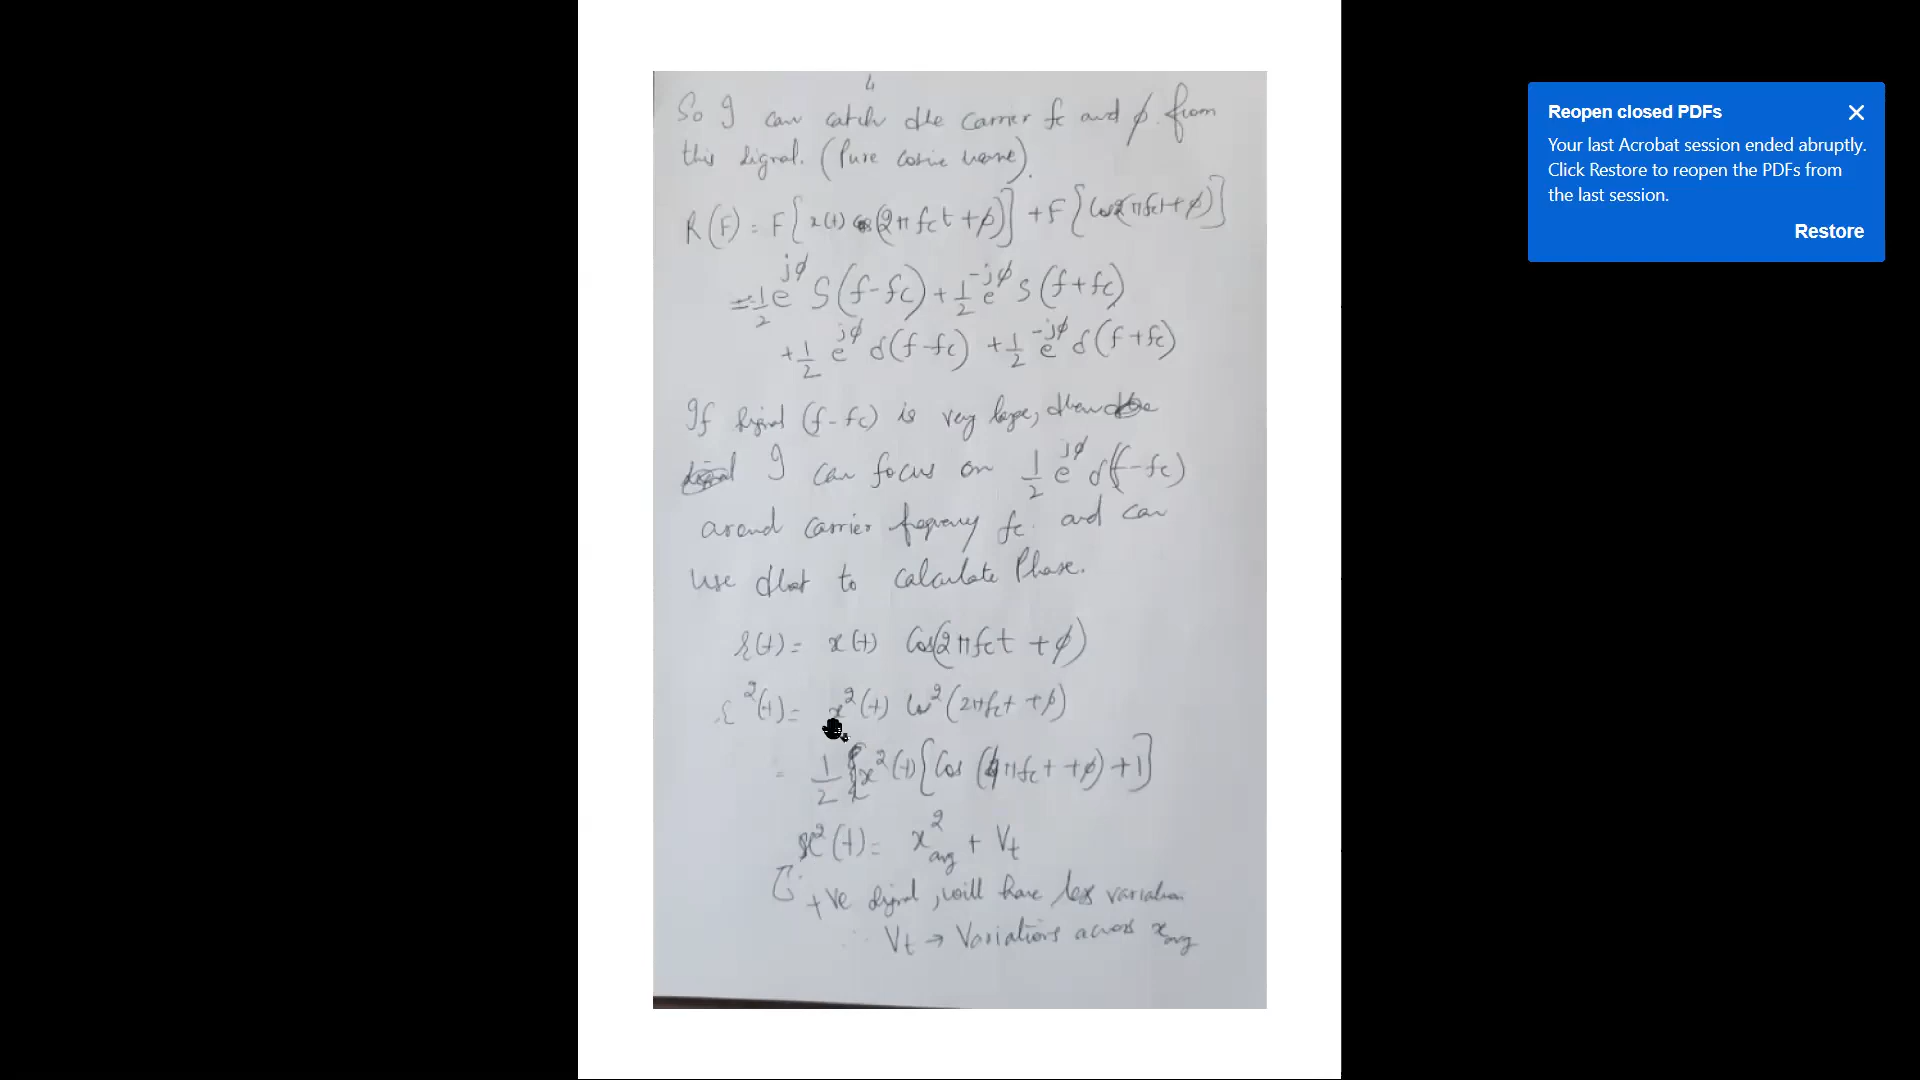 4
So I can catch the Carrier fc and ϕ from
this signal. (Pure Cosine wave).
R(F) = F{x(t) cos(2πfct + ϕ)} + F{Cos(2πfct + ϕ)}
= 1/2 e^jϕ S(f-fc) + 1/2 e^-jϕ S(f+fc)
+ 1/2 e^jϕ δ(f-fc) + 1/2 e^-jϕ δ(f+fc)
If signal (f-fc) is very large, then
I can focus on 1/2 e^jϕ δ(f-fc)
around carrier freqency fc. and can
use that to calculate Phase.
r(t) = x(t) Cos(2πfct + ϕ)
r²(t) = x²(t) Cos²(2πfct + ϕ)
= 1/2 x²(t){Cos (4πfct + ϕ) + 1]
x²(t) = x²avg + Vt
+ve signal, will have less variation
∴ Vt → Variations across xavg
Reopen closed PDFs
Your last Acrobat session ended abruptly.
Click Restore to reopen the PDFs from
the last session.
Restore